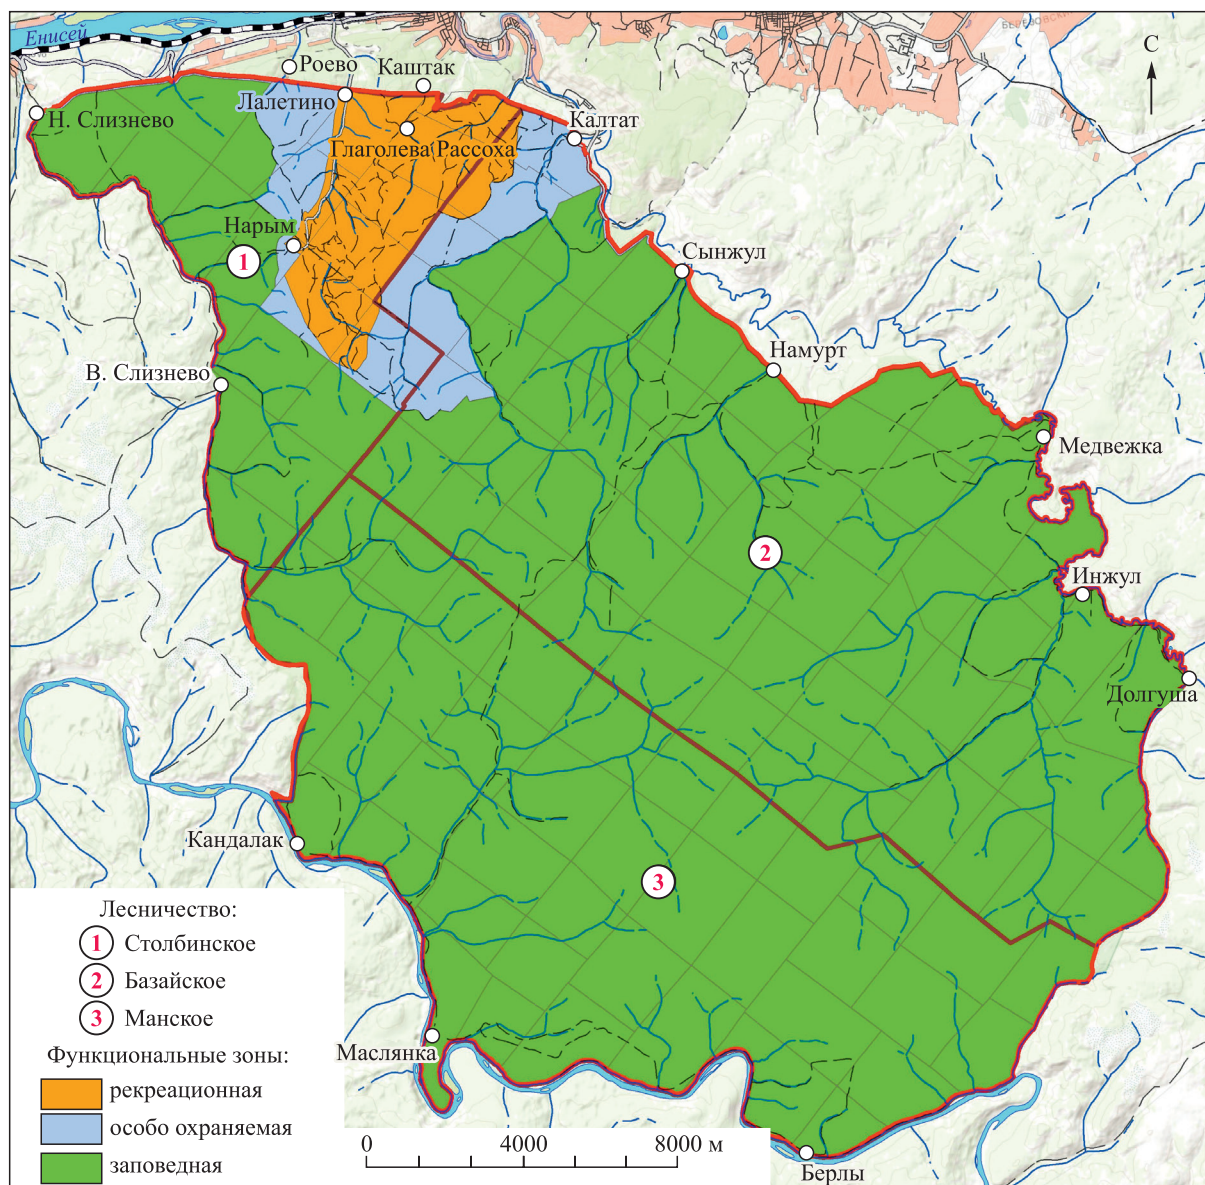 Енисей
БЕРЕЗОВСКИ
С
Роево
Каштак
Лалетино
Н. Слизнево
Калтат
Глаголева Рассоха
Нарым
1
Сынжул
Намурт
В. Слизнево
Медвежка
2
Инжул
Долгуша
Кандалак
3
Лесничество:
1 Столбинское
2 Базайское
3 Манское
Функциональные зоны:
рекреационная
особо охраняемая
заповедная
Маслянка
0 4000 8000 м
Берлы